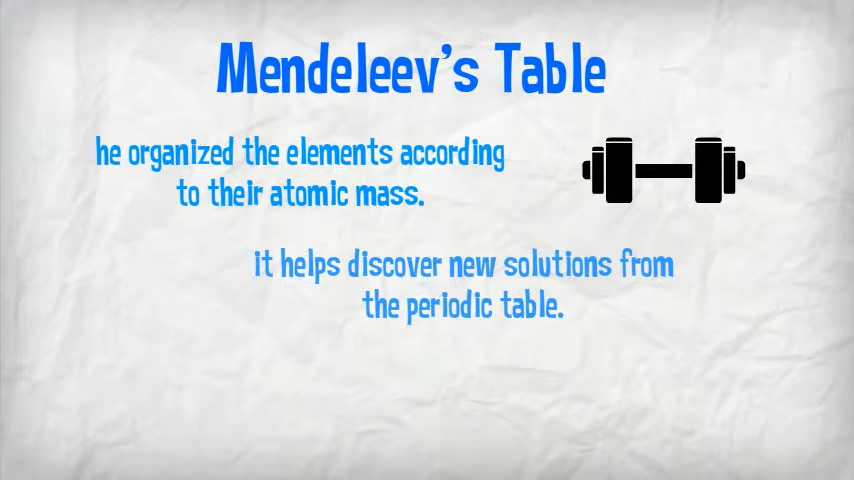 Mendeleev's Table
he organized the elements according
to their atomic mass.
it helps discover new solutions from
the periodic table.